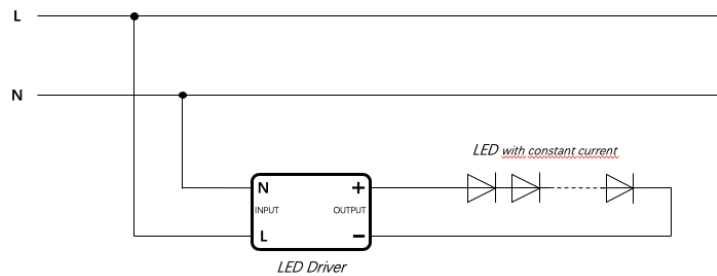 L
N
LED with constant current
N +
INPUT OUTPUT
L −
LED Driver